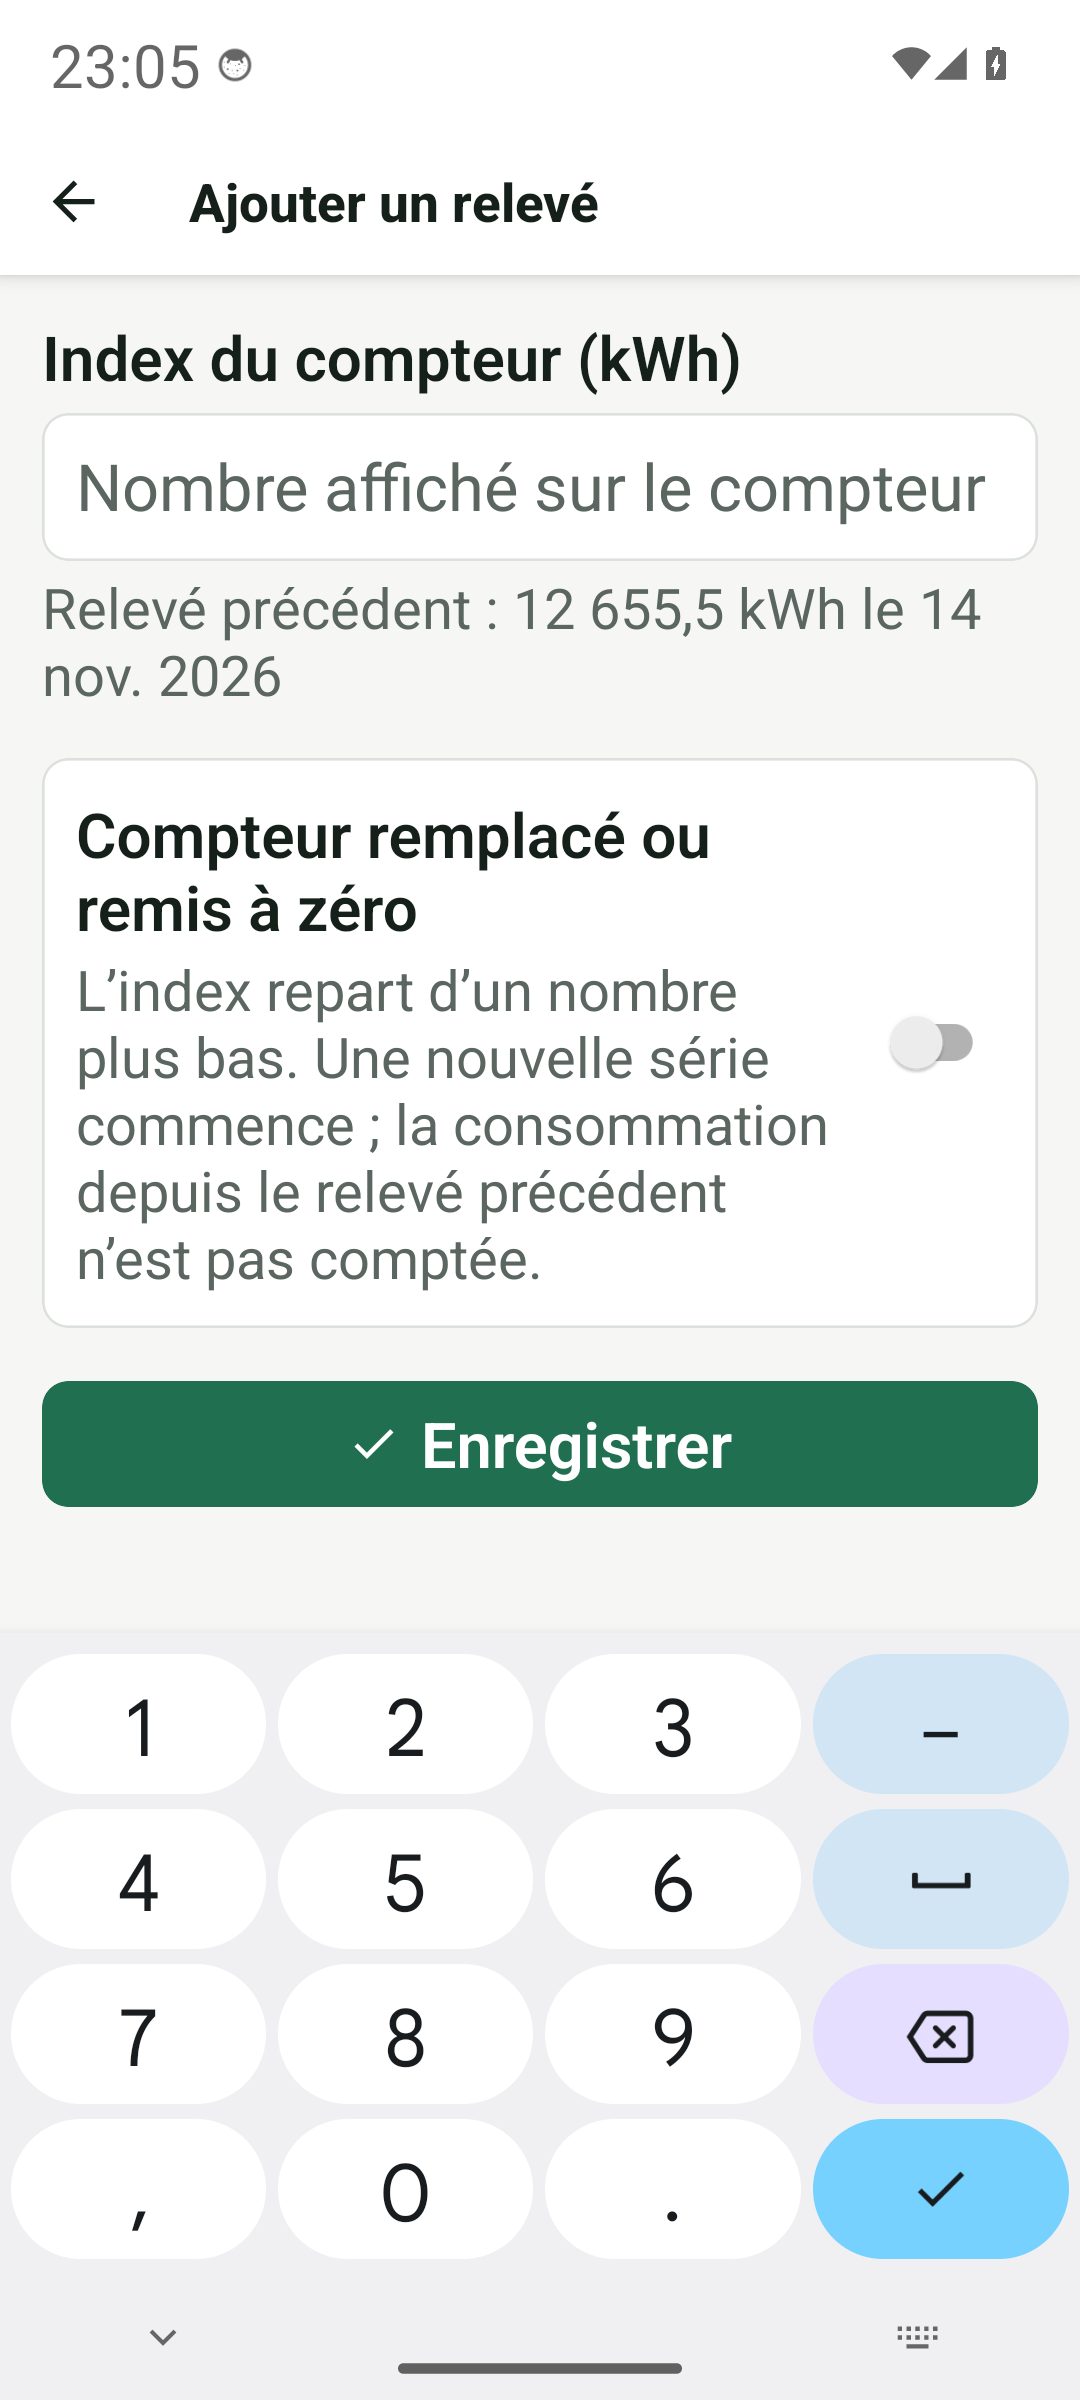 23:05
Ajouter un relevé
Index du compteur (kWh)
Nombre affiché sur le compteur
Relevé précédent : 12 655,5 kWh le 14
nov. 2026
Compteur remplacé ou
remis à zéro
L’index repart d’un nombre
plus bas. Une nouvelle série
commence ; la consommation
depuis le relevé précédent
n’est pas comptée.
Enregistrer
1 2 3 –
4 5 6
7 8 9
, 0 .